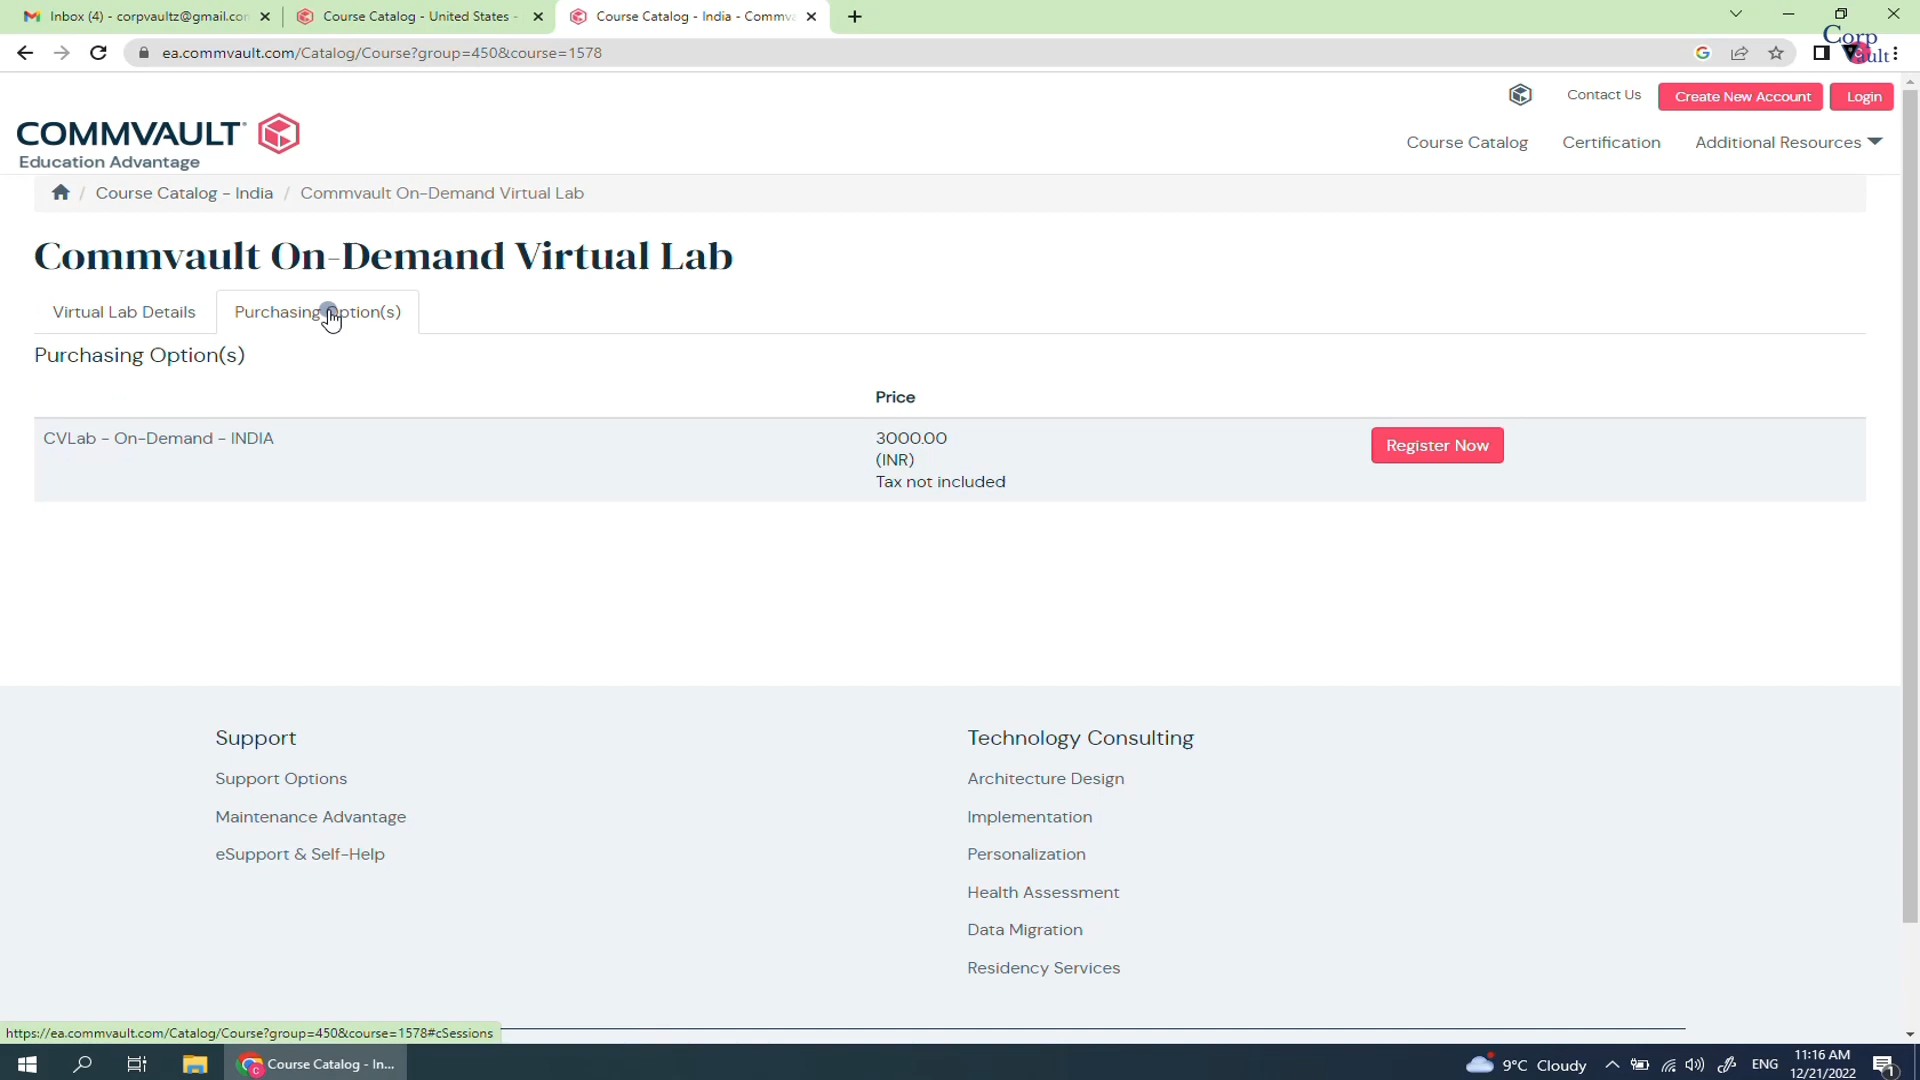 Inbox (4) - corpvaultz@gmail.con
Course Catalog - United States -
Course Catalog - India - Commva
ea.commvault.com/Catalog/Course?group=450&course=1578
Corp
Vault
Contact Us
Create New Account
Login
COMMVAULT
Education Advantage
Course Catalog
Certification
Additional Resources
/ Course Catalog - India / Commvault On-Demand Virtual Lab
Commvault On-Demand Virtual Lab
Virtual Lab Details
Purchasing Option(s)
Purchasing Option(s)
Price
CVLab - On-Demand - INDIA
3000.00
(INR)
Tax not included
Register Now
Support
Support Options
Maintenance Advantage
eSupport & Self-Help
Technology Consulting
Architecture Design
Implementation
Personalization
Health Assessment
Data Migration
Residency Services
https://ea.commvault.com/Catalog/Course?group=450&course=1578#cSessions
Course Catalog - In...
9°C Cloudy
ENG
11:16 AM
12/21/2022
1